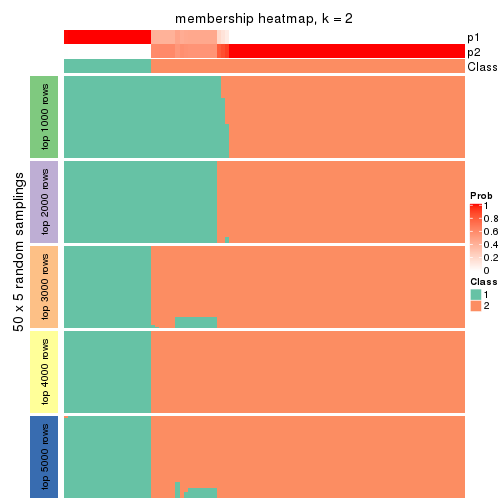 membership heatmap, k = 2
p1
p2
Class
50 x 5 random samplings
top 1000 rows
top 2000 rows
top 3000 rows
top 4000 rows
top 5000 rows
Prob
1
0.8
0.6
0.4
0.2
0
Class
1
2